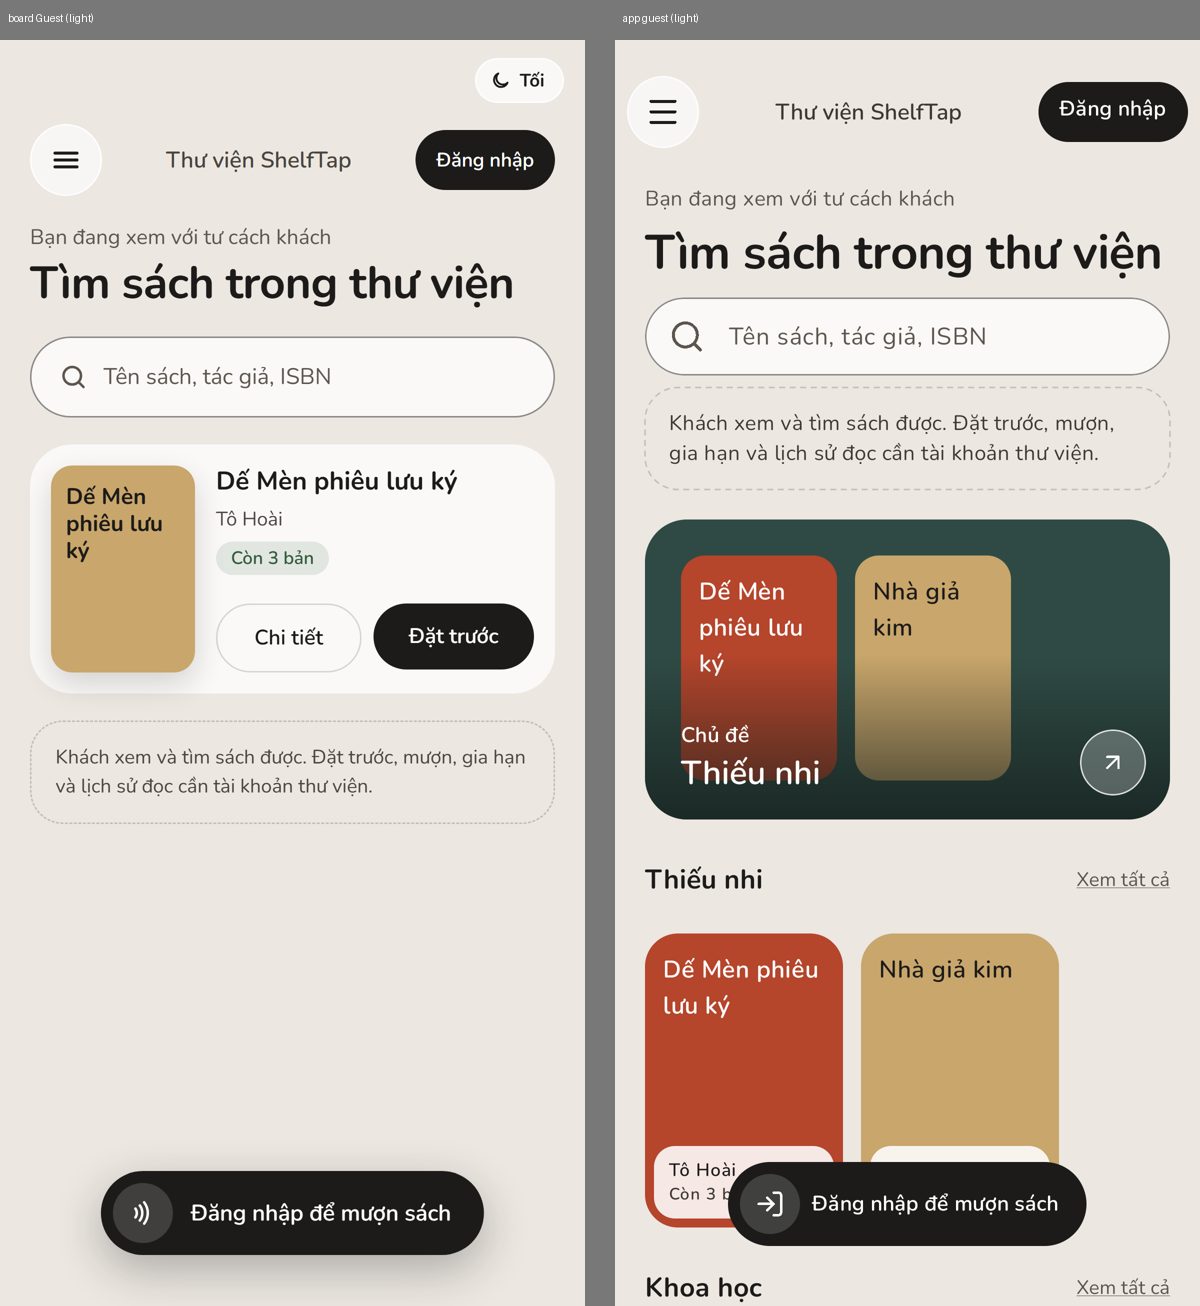 board Guest (light)
Tối
Thư viện ShelfTap
Đăng nhập
Bạn đang xem với tư cách khách
Tìm sách trong thư viện
Tên sách, tác giả, ISBN
Dế Mèn
phiêu lưu
ký
Dế Mèn phiêu lưu ký
Tô Hoài
Còn 3 bản
Chi tiết
Đặt trước
Khách xem và tìm sách được. Đặt trước, mượn, gia hạn
và lịch sử đọc cần tài khoản thư viện.
Đăng nhập để mượn sách
app guest (light)
Thư viện ShelfTap
Đăng nhập
Bạn đang xem với tư cách khách
Tìm sách trong thư viện
Tên sách, tác giả, ISBN
Khách xem và tìm sách được. Đặt trước, mượn,
gia hạn và lịch sử đọc cần tài khoản thư viện.
Dế Mèn
phiêu lưu
ký
Nhà giả
kim
Chủ đề
Thiếu nhi
Thiếu nhi
Xem tất cả
Dế Mèn phiêu
lưu ký
Nhà giả kim
Tô Hoài
Còn 3 b
Đăng nhập để mượn sách
Khoa học
Xem tất cả